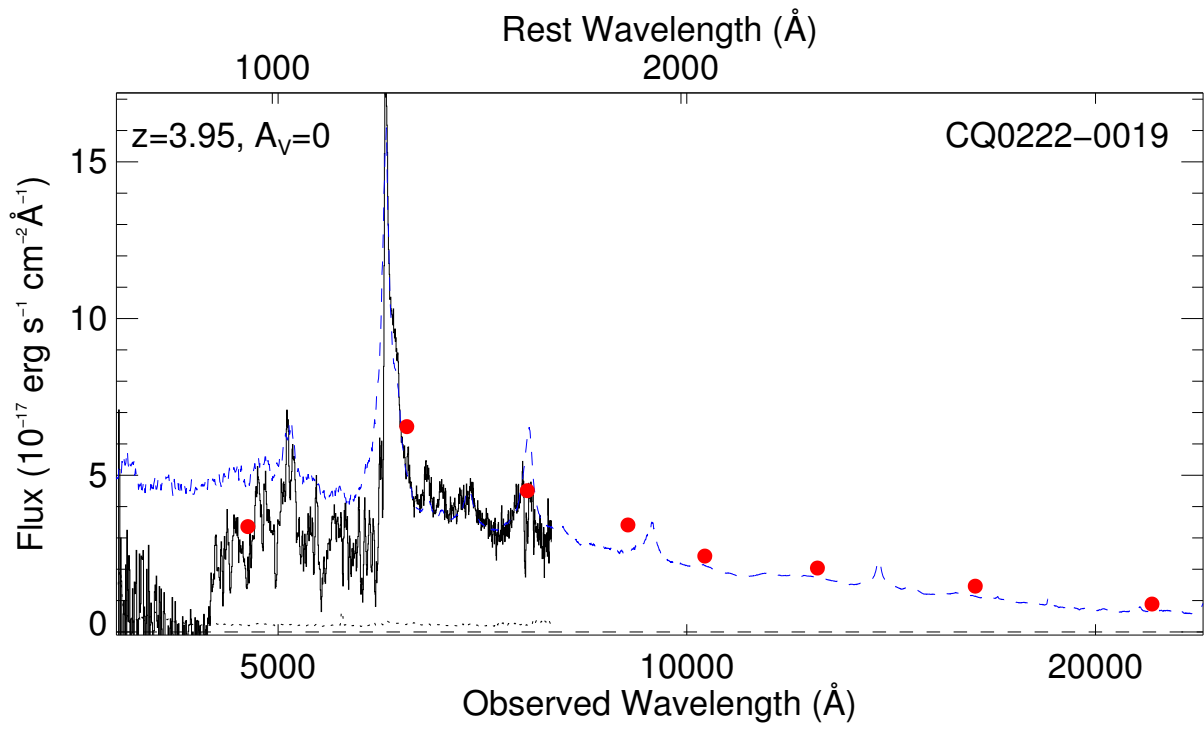 Rest Wavelength (Å)
1000 2000
z=3.95, A_V=0 CQ0222−0019
15
10
5
0
Flux (10⁻¹⁷ erg s⁻¹ cm⁻²Å⁻¹)
5000 10000 20000
Observed Wavelength (Å)